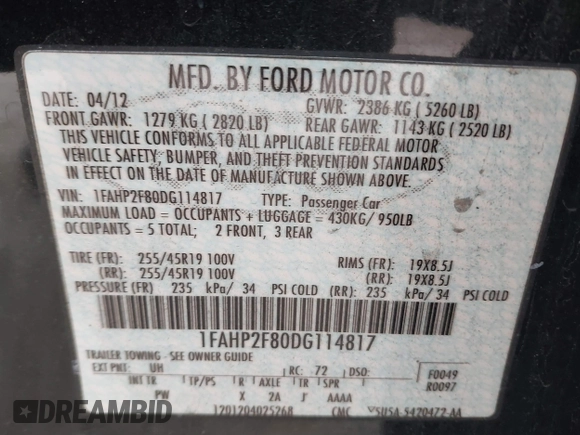 MFD. BY FORD MOTOR CO.
DATE: 04/12 GVWR: 2386 KG ( 5260 LB)
FRONT GAWR: 1279 KG ( 2820 LB) REAR GAWR: 1143 KG ( 2520 LB)
THIS VEHICLE CONFORMS TO ALL APPLICABLE FEDERAL MOTOR
VEHICLE SAFETY, BUMPER, AND THEFT PREVENTION STANDARDS
IN EFFECT ON THE DATE OF MANUFACTURE SHOWN ABOVE.
VIN: 1FAHP2F80DG114817 TYPE: Passenger Car
MAXIMUM LOAD = OCCUPANTS + LUGGAGE = 430KG/ 950LB
OCCUPANTS = 5 TOTAL; 2 FRONT, 3 REAR
TIRE (FR): 255/45R19 100V RIMS (FR): 19X8.5J
(RR): 255/45R19 100V (RR): 19X8.5J
PRESSURE (FR) 235 kPa/ 34 PSI COLD (RR): 235 kPa/ 34 PSI COLD
1FAHP2F80DG114817
TRAILER TOWING - SEE OWNER GUIDE
EXT PNT: UH RC: 72 DSO: F0049
INT TR TP/PS R AXLE TR SPR R0097
PW X 2A J AAAA
1201204025268 CMC
AUTOBIDMASTER